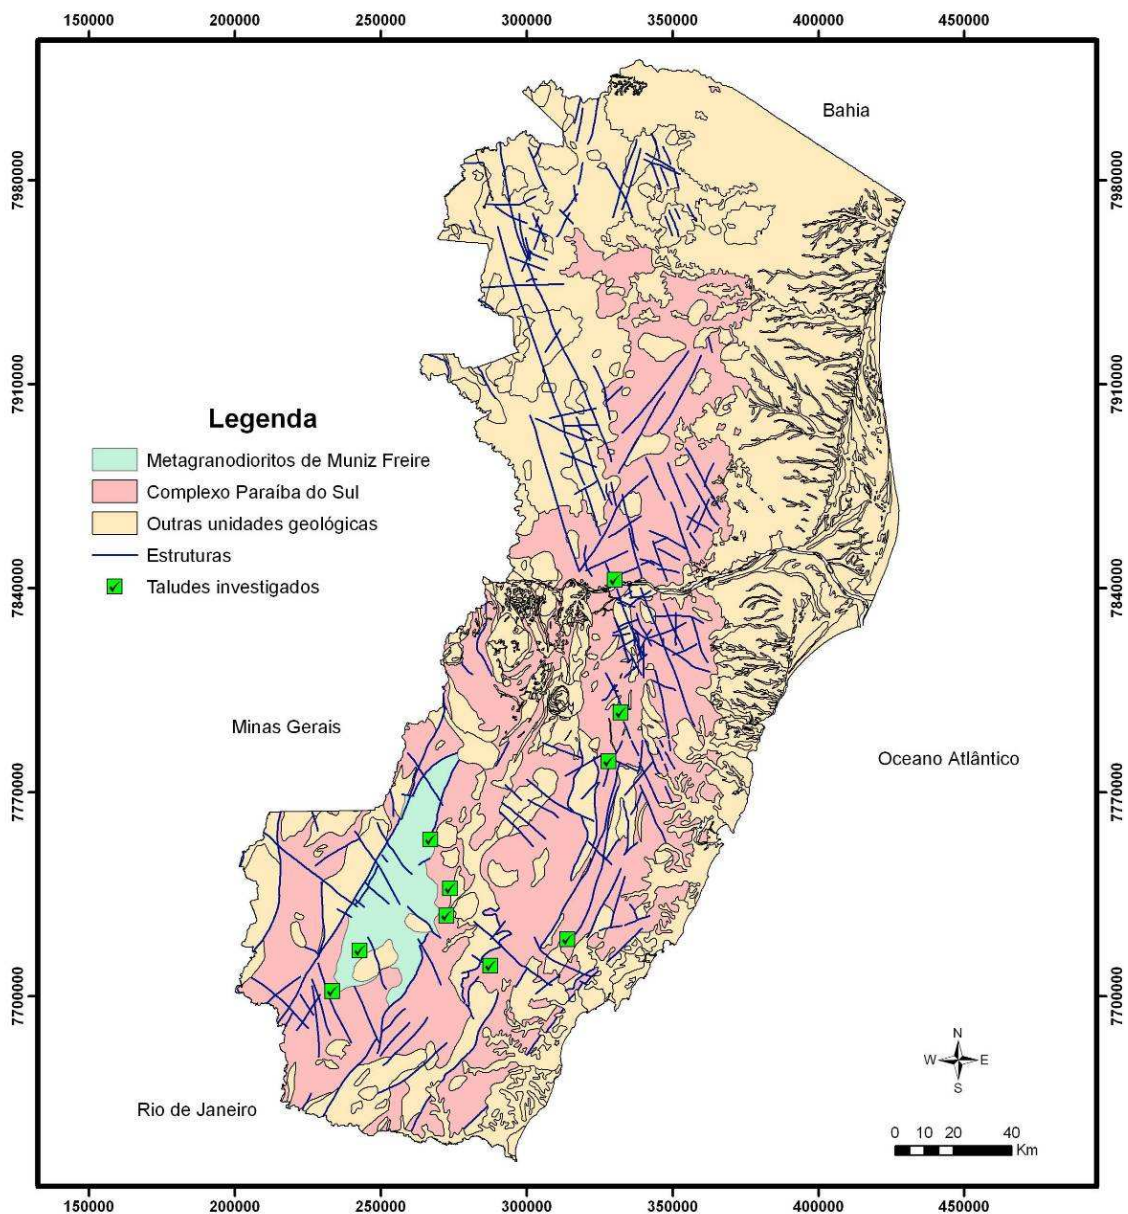 150000 200000 250000 300000 350000 400000 450000
Bahia
7980000 7980000
7910000 7910000
Legenda
Metagranodioritos de Muniz Freire
Complexo Paraíba do Sul
Outras unidades geológicas
Estruturas
Taludes investigados
7840000 7840000
Minas Gerais
Oceano Atlântico
7770000 7770000
7700000 7700000
N
W E
S
Rio de Janeiro
0 10 20 40
Km
150000 200000 250000 300000 350000 400000 450000